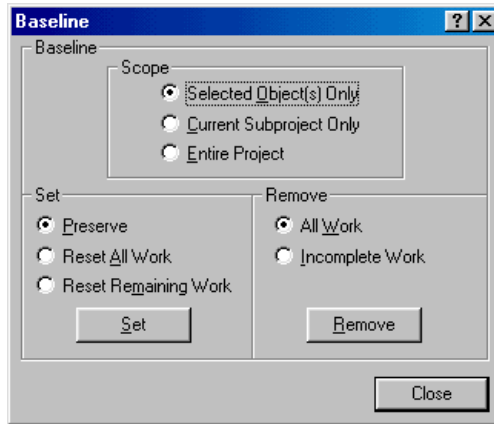 Baseline
Baseline
Scope
Selected Object(s) Only
Current Subproject Only
Entire Project
Set
Preserve
Reset All Work
Reset Remaining Work
Set
Remove
All Work
Incomplete Work
Remove
Close